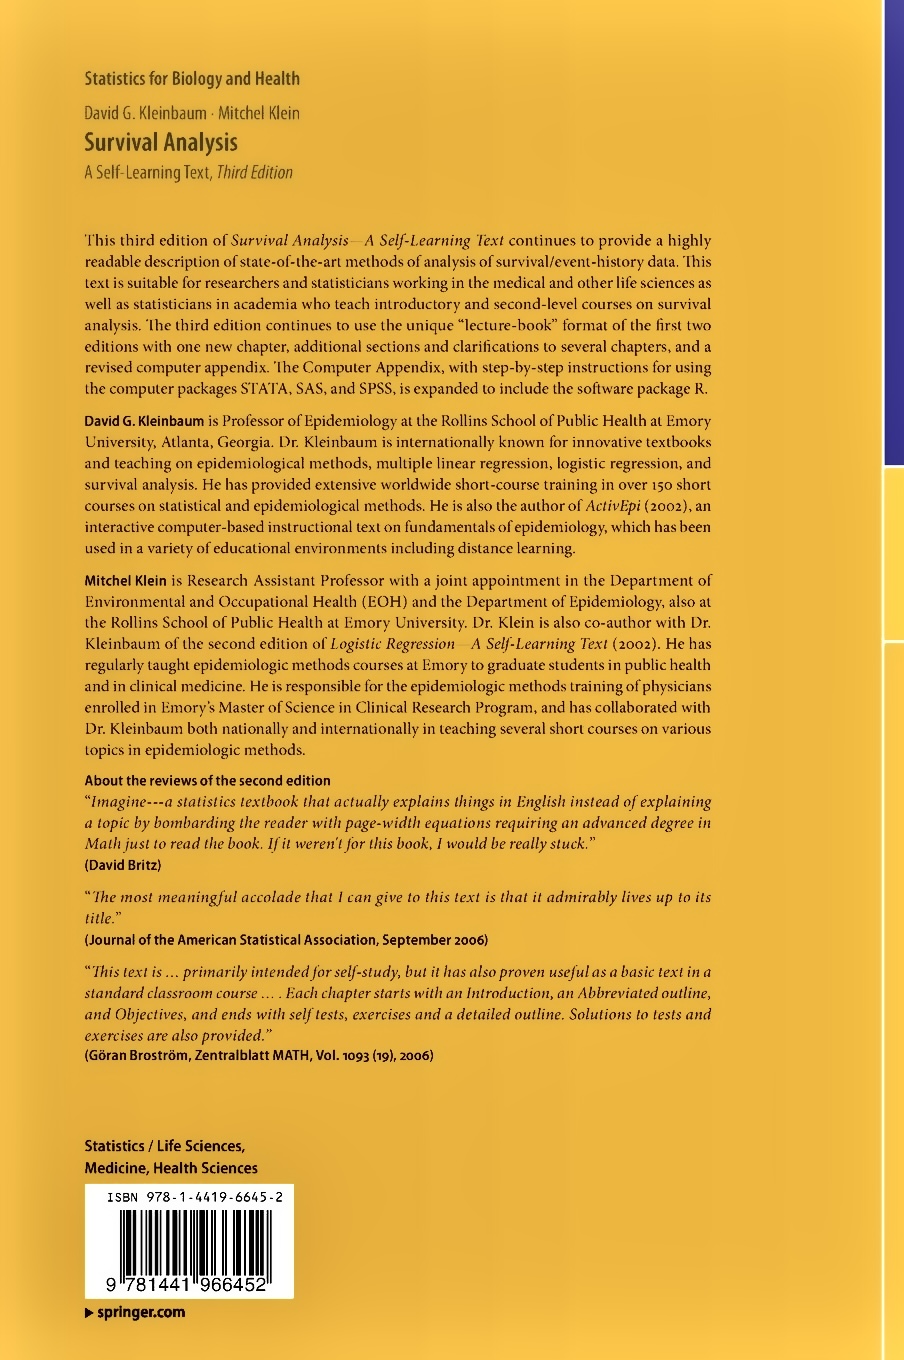 Statistics for Biology and Health
David G. Kleinbaum · Mitchel Klein
Survival Analysis
A Self-Learning Text, Third Edition
This third edition of Survival Analysis—A Self-Learning Text continues to provide a highly
readable description of state-of-the-art methods of analysis of survival/event-history data. This
text is suitable for researchers and statisticians working in the medical and other life sciences as
well as statisticians in academia who teach introductory and second-level courses on survival
analysis. The third edition continues to use the unique “lecture-book” format of the first two
editions with one new chapter, additional sections and clarifications to several chapters, and a
revised computer appendix. The Computer Appendix, with step-by-step instructions for using
the computer packages STATA, SAS, and SPSS, is expanded to include the software package R.
David G. Kleinbaum is Professor of Epidemiology at the Rollins School of Public Health at Emory
University, Atlanta, Georgia. Dr. Kleinbaum is internationally known for innovative textbooks
and teaching on epidemiological methods, multiple linear regression, logistic regression, and
survival analysis. He has provided extensive worldwide short-course training in over 150 short
courses on statistical and epidemiological methods. He is also the author of ActivEpi (2002), an
interactive computer-based instructional text on fundamentals of epidemiology, which has been
used in a variety of educational environments including distance learning.
Mitchel Klein is Research Assistant Professor with a joint appointment in the Department of
Environmental and Occupational Health (EOH) and the Department of Epidemiology, also at
the Rollins School of Public Health at Emory University. Dr. Klein is also co-author with Dr.
Kleinbaum of the second edition of Logistic Regression—A Self-Learning Text (2002). He has
regularly taught epidemiologic methods courses at Emory to graduate students in public health
and in clinical medicine. He is responsible for the epidemiologic methods training of physicians
enrolled in Emory’s Master of Science in Clinical Research Program, and has collaborated with
Dr. Kleinbaum both nationally and internationally in teaching several short courses on various
topics in epidemiologic methods.
About the reviews of the second edition
“Imagine---a statistics textbook that actually explains things in English instead of explaining
a topic by bombarding the reader with page-width equations requiring an advanced degree in
Math just to read the book. If it weren't for this book, I would be really stuck.”
(David Britz)
“The most meaningful accolade that I can give to this text is that it admirably lives up to its
title.”
(Journal of the American Statistical Association, September 2006)
“This text is … primarily intended for self-study, but it has also proven useful as a basic text in a
standard classroom course … . Each chapter starts with an Introduction, an Abbreviated outline,
and Objectives, and ends with self tests, exercises and a detailed outline. Solutions to tests and
exercises are also provided.”
(Göran Broström, Zentralblatt MATH, Vol. 1093 (19), 2006)
Statistics / Life Sciences,
Medicine, Health Sciences
ISBN 978-1-4419-6645-2
9 781441 966452
▶ springer.com